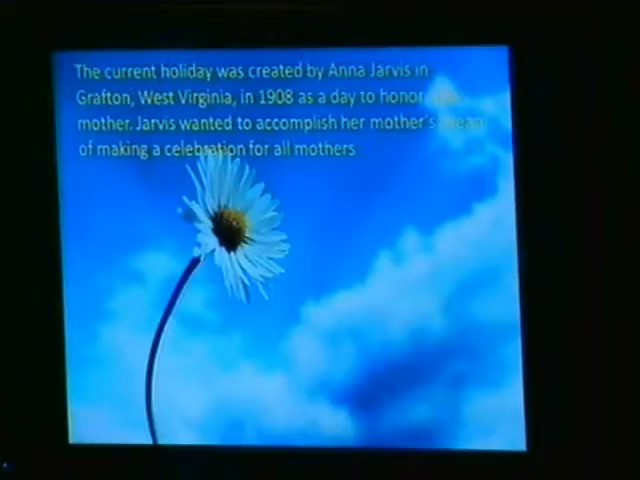 The current holiday was created by Anna Jarvis in
Grafton, West Virginia, in 1908 as a day to honor
mother. Jarvis wanted to accomplish her mother's dream
of making a celebration for all mothers